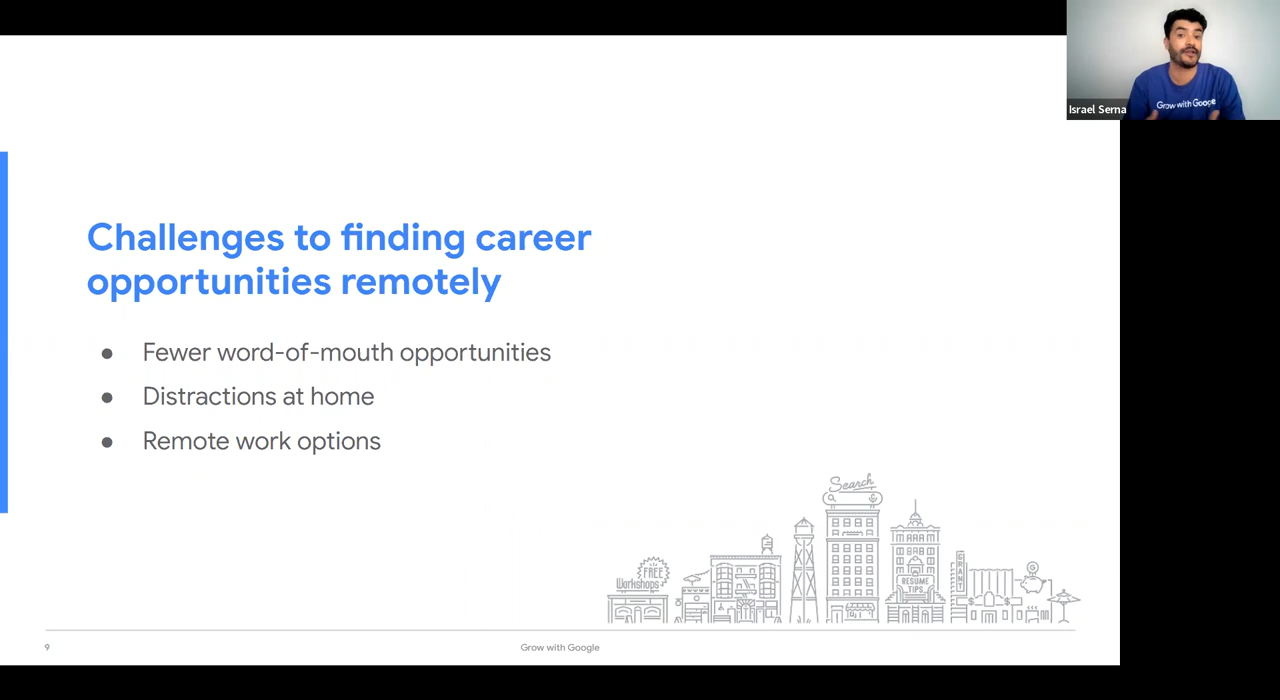 Israel Serna
Grow with Google
Challenges to finding career
opportunities remotely
● Fewer word-of-mouth opportunities
● Distractions at home
● Remote work options
Search
FREE
Workshops
RESUME
TIPS
GRANT
G
$ $
9
Grow with Google